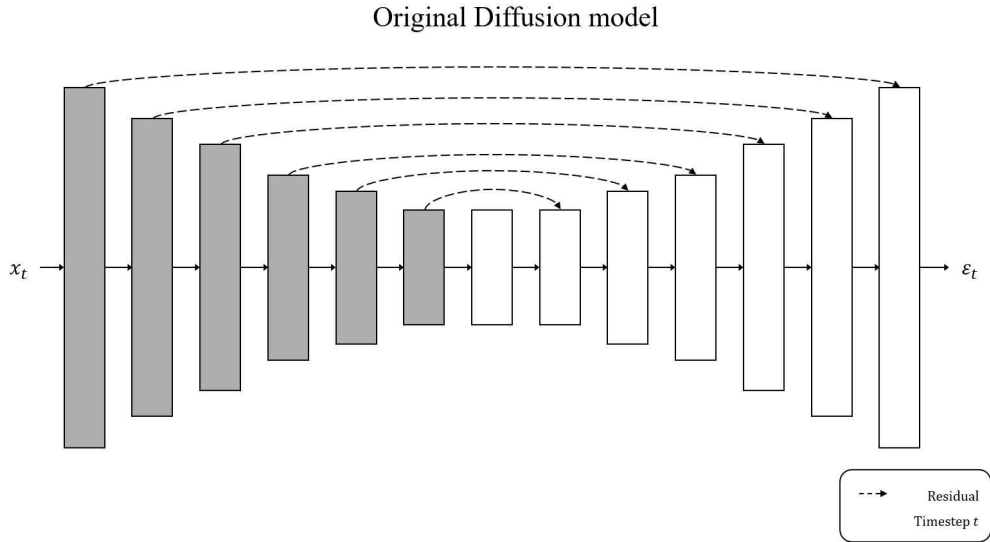 Original Diffusion model
x_t
ε_t
Residual
Timestep t